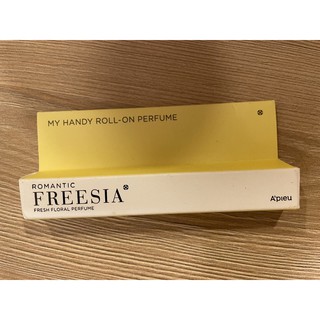 MY HANDY ROLL-ON PERFUME
ROMANTIC
FREESIA
FRESH FLORAL PERFUME
A'pieu